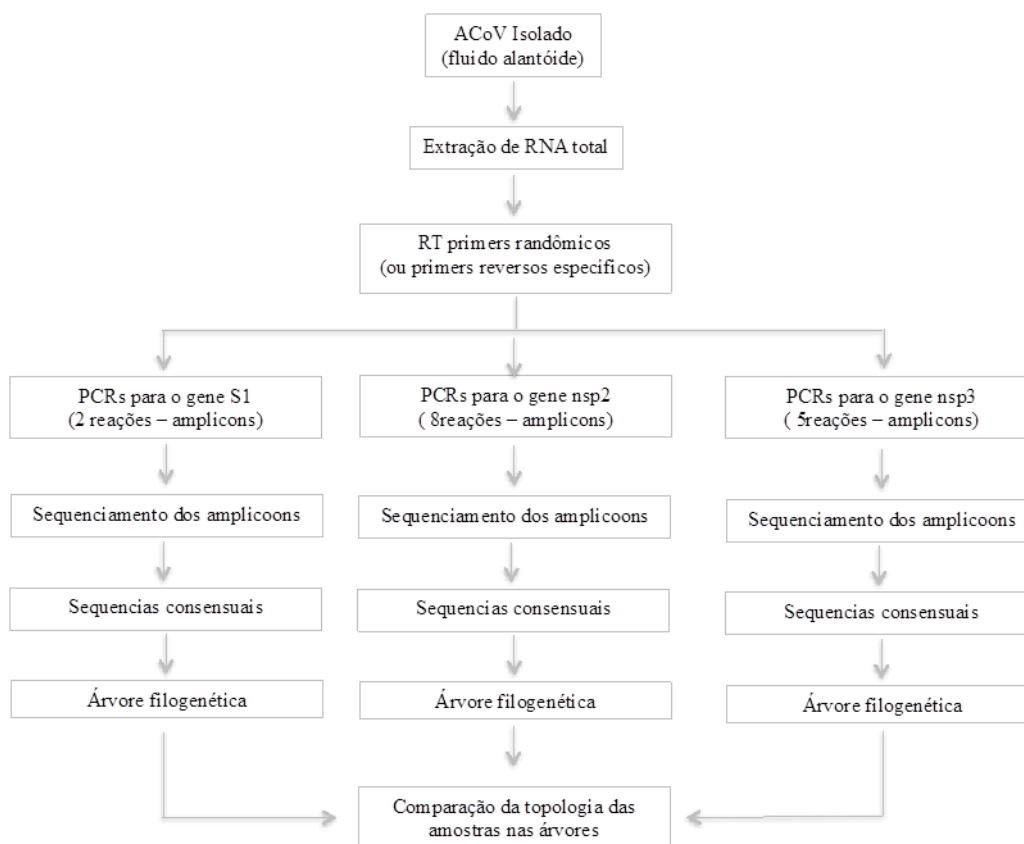 ACoV Isolado
(fluido alantóide)
Extração de RNA total
RT primers randômicos
(ou primers reversos específicos)
PCRs para o gene S1
(2 reações – amplicons)
PCRs para o gene nsp2
( 8reações – amplicons)
PCRs para o gene nsp3
( 5reações – amplicons)
Sequenciamento dos amplicoons
Sequenciamento dos amplicoons
Sequenciamento dos amplicoons
Sequencias consensuais
Sequencias consensuais
Sequencias consensuais
Árvore filogenética
Árvore filogenética
Árvore filogenética
Comparação da topologia das
amostras nas árvores